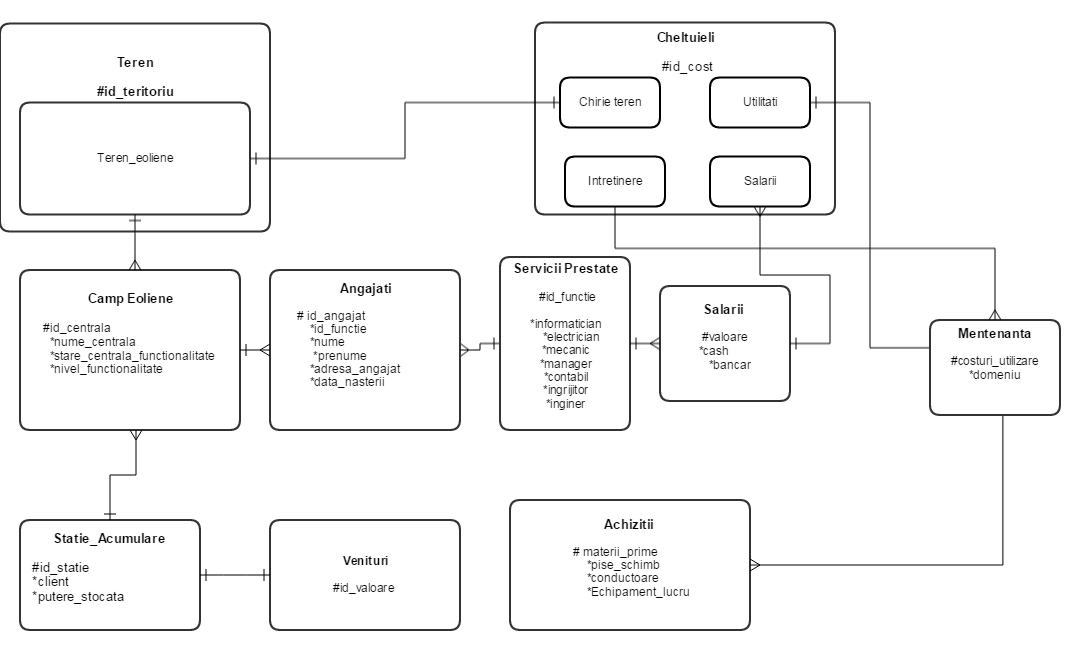 Teren
#id_teritoriu
Teren_eoliene
Cheltuieli
#id_cost
Chirie teren
Utilitati
Intretinere
Salarii
Camp Eoliene
#id_centrala
*nume_centrala
*stare_centrala_functionalitate
*nivel_functionalitate
Angajati
# id_angajat
*id_functie
*nume
*prenume
*adresa_angajat
*data_nasterii
Servicii Prestate
#id_functie
*informatician
*electrician
*mecanic
*manager
*contabil
*ingrijitor
*inginer
Salarii
#valoare
*cash
*bancar
Mentenanta
#costuri_utilizare
*domeniu
Statie_Acumulare
#id_statie
*client
*putere_stocata
Venituri
#id_valoare
Achizitii
# materii_prime
*pise_schimb
*conductoare
*Echipament_lucru